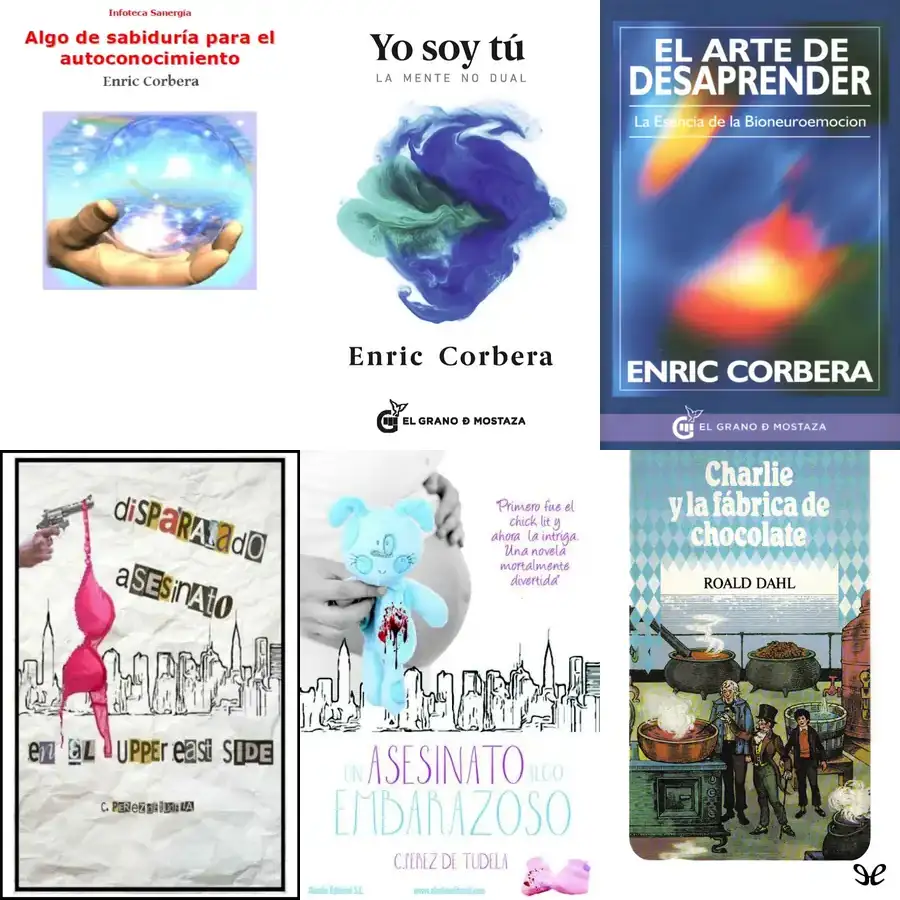 Infoteca Sanergía
Algo de sabiduría para el
autoconocimiento
Enric Corbera
Yo soy tú
LA MENTE NO DUAL
Enric Corbera
EL GRANO Đ MOSTAZA
EL ARTE DE
DESAPRENDER
La Esencia de la Bioneuroemocion
ENRIC CORBERA
EL GRANO Đ MOSTAZA
diSPaRAtado
aSESinAto
en EL UPPER eaSt SIDE
C. PEREZ DE TUDELA
"Primero fue el
chick lit y
ahora la intriga.
Una novela
mortalmente
divertida"
UN ASESINATO ALGO
EMBARAZOSO
C.PEREZ DE TUDELA
Charlie
y la fábrica de
chocolate
ROALD DAHL